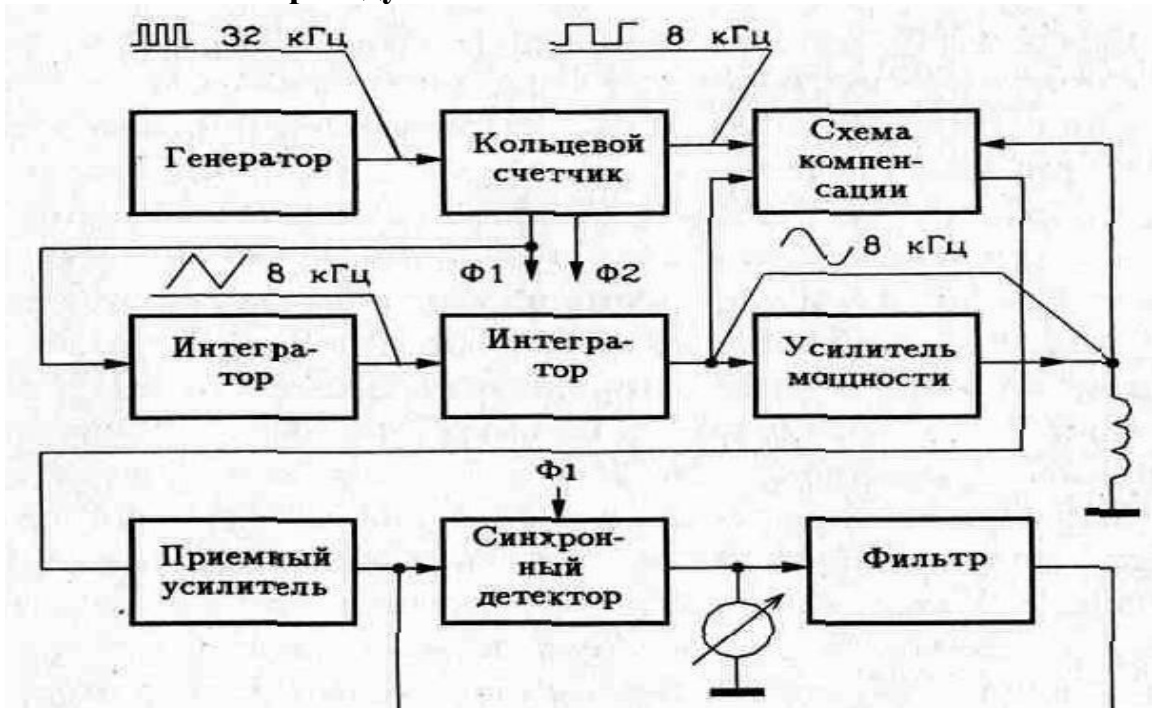 32 кГц
8 кГц
Генератор
Кольцевой
счетчик
Схема
компен-
сации
Ф1
Ф2
8 кГц
8 кГц
Интегра-
тор
Интегра-
тор
Усилитель
мощности
Ф1
Приемный
усилитель
Синхрон-
ный
детектор
Фильтр